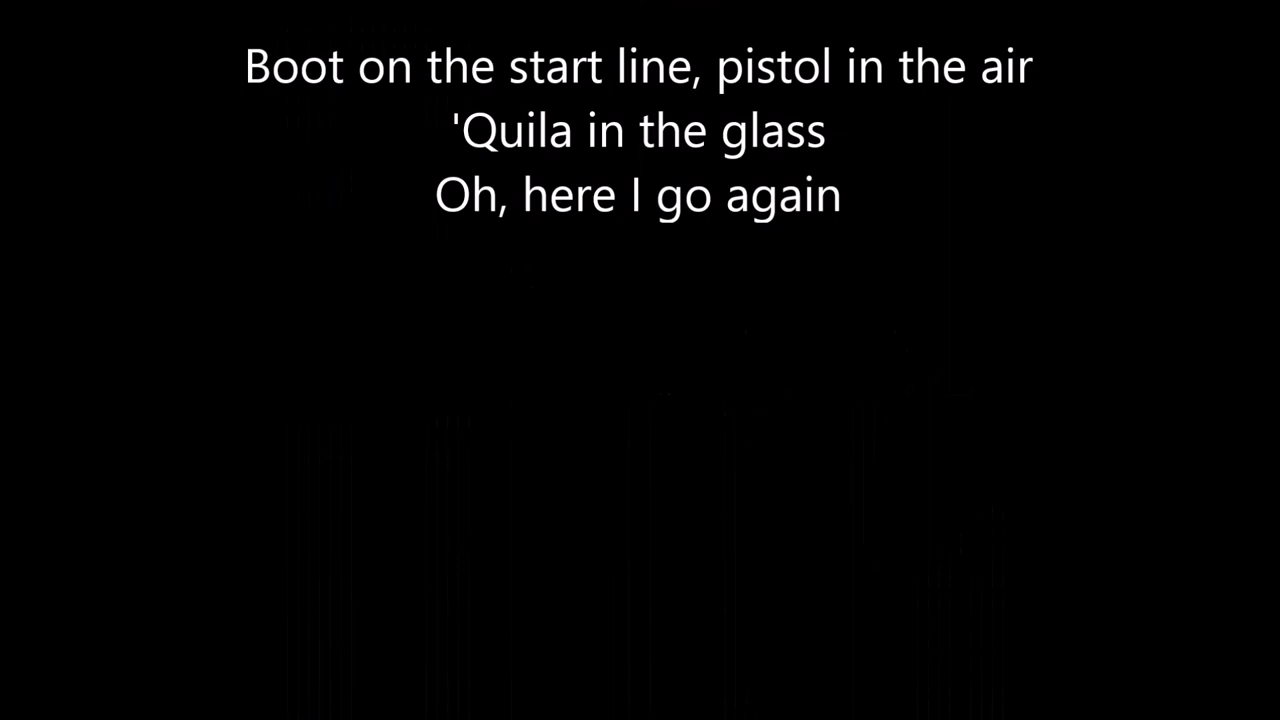 Boot on the start line, pistol in the air
'Quila in the glass
Oh, here I go again